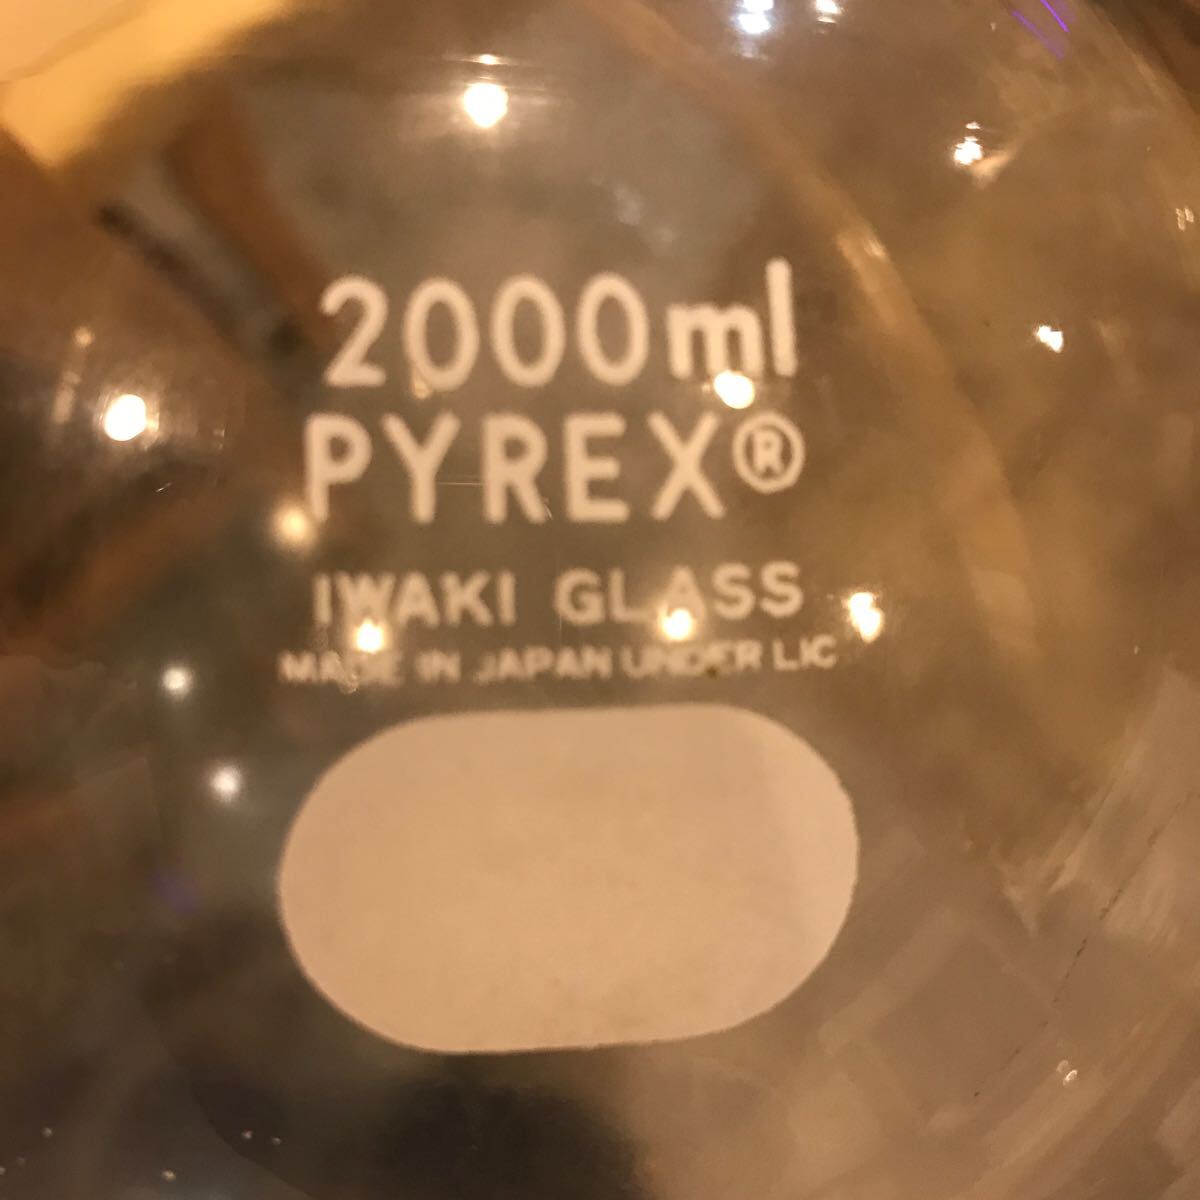 2000ml
PYREX®
IWAKI GLASS
MADE IN JAPAN UNDER LIC